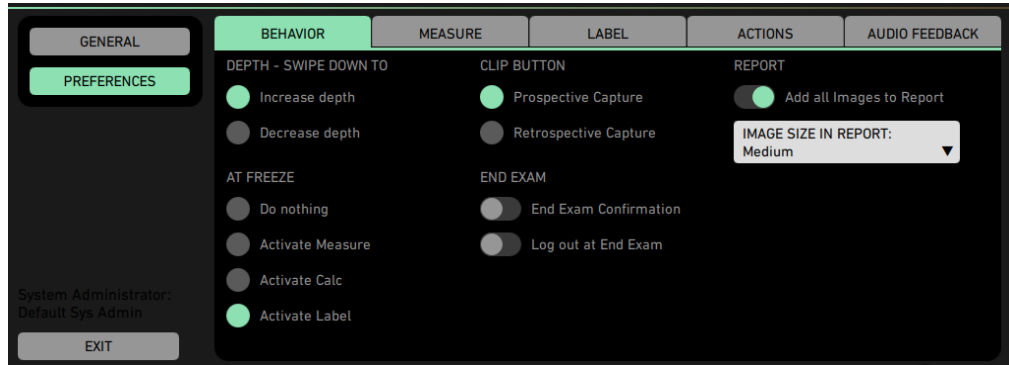 GENERAL
PREFERENCES
System Administrator:
Default Sys Admin
EXIT
BEHAVIOR
MEASURE
LABEL
ACTIONS
AUDIO FEEDBACK
DEPTH - SWIPE DOWN TO
Increase depth
Decrease depth
AT FREEZE
Do nothing
Activate Measure
Activate Calc
Activate Label
CLIP BUTTON
Prospective Capture
Retrospective Capture
END EXAM
End Exam Confirmation
Log out at End Exam
REPORT
Add all Images to Report
IMAGE SIZE IN REPORT:
Medium